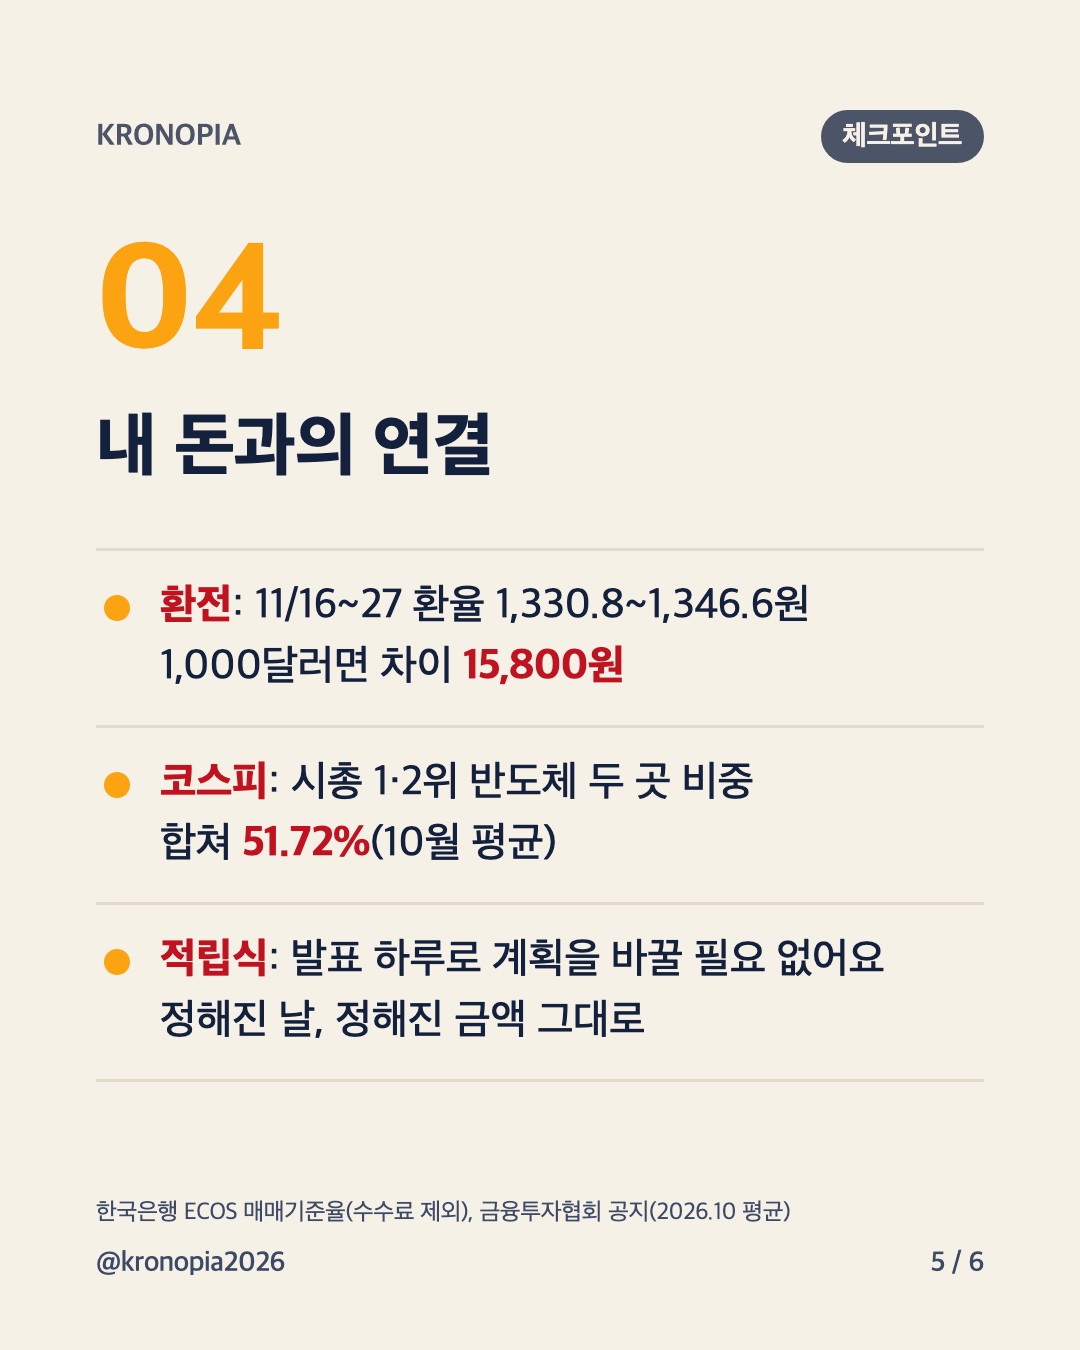 KRONOPIA
체크포인트
04
내 돈과의 연결
환전: 11/16~27 환율 1,330.8~1,346.6원
1,000달러면 차이 15,800원
코스피: 시총 1·2위 반도체 두 곳 비중
합쳐 51.72%(10월 평균)
적립식: 발표 하루로 계획을 바꿀 필요 없어요
정해진 날, 정해진 금액 그대로
한국은행 ECOS 매매기준율(수수료 제외), 금융투자협회 공지(2026.10 평균)
@kronopia2026
5 / 6